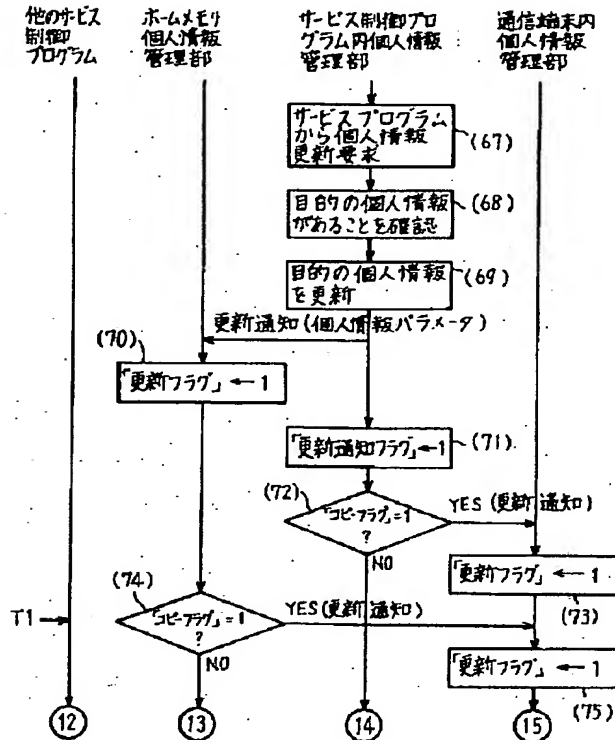 他のサービス
制御
プログラム
ホームメモリ
個人情報
管理部
サービス制御プロ
グラム内個人情報
管理部
通信端末内
個人情報
管理部
サービスプログラム
から個人情報
更新要求
(67)
目的の個人情報
があることを確認
(68)
目的の個人情報
を更新
(69)
更新通知(個人情報パラメータ)
(70)
「更新フラグ」←1
「更新通知フラグ」←1
(71)
(72)
「コピーフラグ」=1
?
YES(更新通知)
NO
「更新フラグ」←1
(73)
(74)
T1
「コピーフラグ」=1
?
YES(更新通知)
NO
「更新フラグ」←1
(75)
12
13
14
15